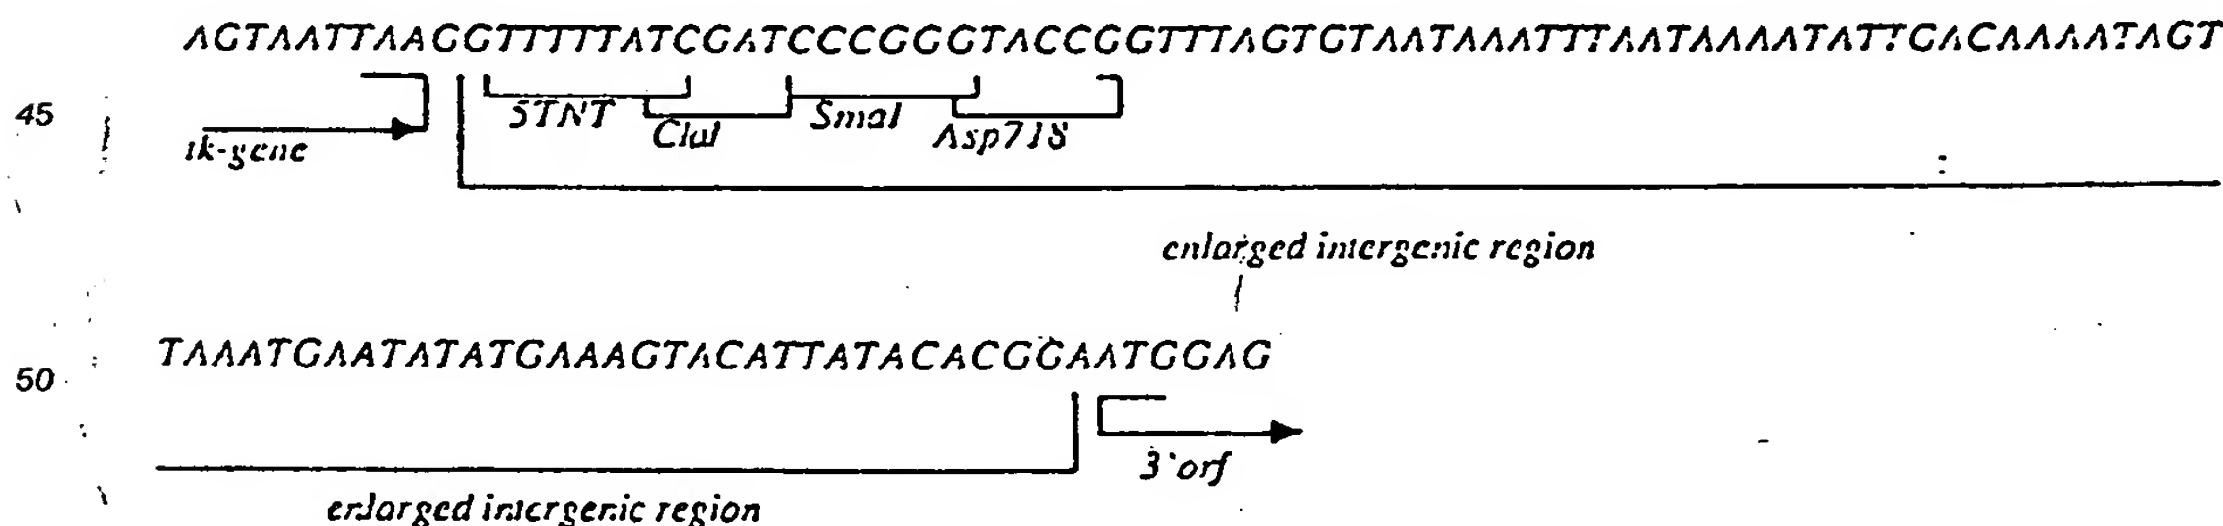 AGTAATTAAGGTTTTTATCGATCCCGGGTACCGGTTTAGTGTAATAAATTTAATAAAATATTGACAAAATAGT
45
5TNT
ClaI
SmaI
Asp718
tk-gene
enlarged intergenic region
TAAATGAATATATGAAAGTACATTATACACGGAATGGAG
50
3'orf
enlarged intergenic region